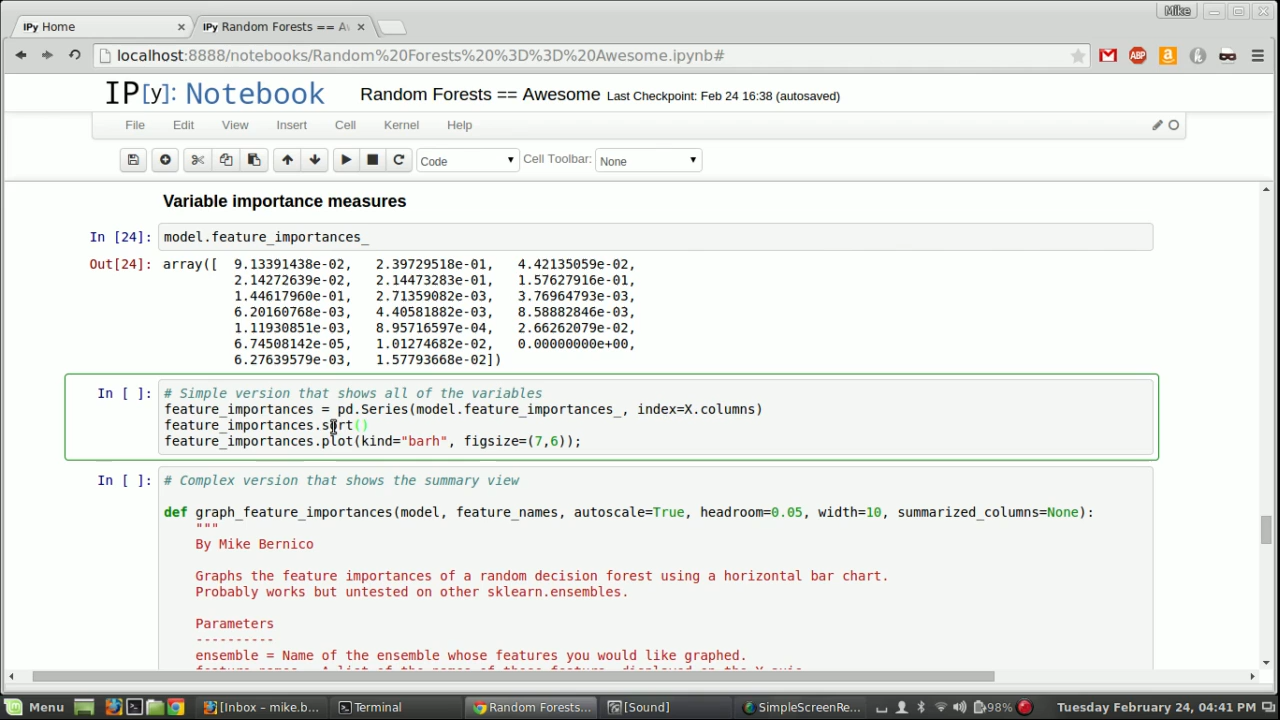 Mike
IPy Home
IPy Random Forests == Aw
localhost:8888/notebooks/Random%20Forests%20%3D%3D%20Awesome.ipynb#
ABP
IP[y]: Notebook Random Forests == Awesome Last Checkpoint: Feb 24 16:38 (autosaved)
File Edit View Insert Cell Kernel Help
Code Cell Toolbar: None
Variable importance measures
In [24]: model.feature_importances_
Out[24]: array([ 9.13391438e-02, 2.39729518e-01, 4.42135059e-02,
2.14272639e-02, 2.14473283e-01, 1.57627916e-01,
1.44617960e-01, 2.71359082e-03, 3.76964793e-03,
6.20160768e-03, 4.40581882e-03, 8.58882846e-03,
1.11930851e-03, 8.95716597e-04, 2.66262079e-02,
6.74508142e-05, 1.01274682e-02, 0.00000000e+00,
6.27639579e-03, 1.57793668e-02])
In [ ]: # Simple version that shows all of the variables
feature_importances = pd.Series(model.feature_importances_, index=X.columns)
feature_importances.sort()
feature_importances.plot(kind="barh", figsize=(7,6));
In [ ]: # Complex version that shows the summary view
def graph_feature_importances(model, feature_names, autoscale=True, headroom=0.05, width=10, summarized_columns=None):
"""
By Mike Bernico
Graphs the feature importances of a random decision forest using a horizontal bar chart.
Probably works but untested on other sklearn.ensembles.
Parameters
----------
ensemble = Name of the ensemble whose features you would like graphed.
Menu [Inbox – mike.b... Terminal Random Forests... [Sound] SimpleScreenRe... 98% Tuesday February 24, 04:41 PM